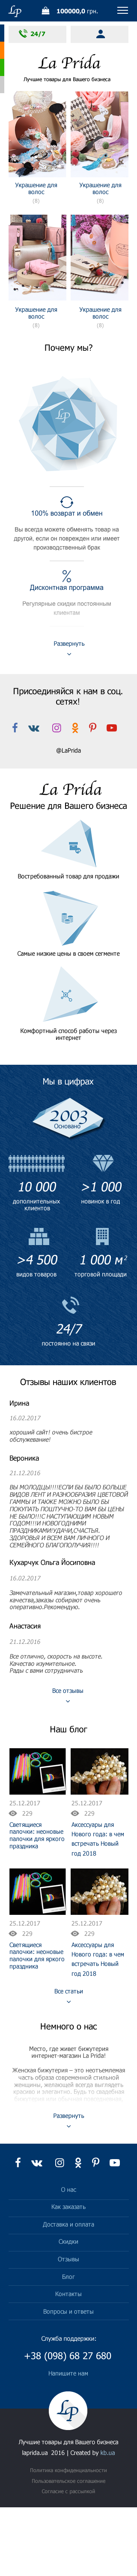 Lp
100000,0 грн.
24/7
La Prida
Лучшие товары для Вашего бизнеса
Украшение для
волос
(8)
Украшение для
волос
(8)
Украшение для
волос
(8)
Украшение для
волос
(8)
Почему мы?
Lp
100% возврат и обмен
Вы всегда можете обменять товар на
другой, если он поврежден или имеет
производственный брак
Дисконтная программа
Регулярные скидки постоянным
клиентам
Развернуть
Присоединяйся к нам в соц.
сетях!
@LaPrida
La Prida
Решение для Вашего бизнеса
Востребованный товар для продажи
Самые низкие цены в своем сегменте
Комфортный способ работы через
интернет
Мы в цифрах
2003
Основано
10 000
дополнительных
клиентов
>1 000
новинок в год
>4 500
видов товаров
1 000 м²
торговой площади
24/7
постоянно на связи
Отзывы наших клиентов
Ирина
16.02.2017
хороший сайт! очень быстрое
обслуживание!
Вероника
21.12.2016
ВЫ МОЛОДЦЫ!!!!ЕСЛИ БЫ БЫЛО БОЛЬШЕ
ВИДОВ ЛЕНТ И РАЗНООБРАЗИЯ ЦВЕТОВОЙ
ГАММЫ И ТАКЖЕ МОЖНО БЫЛО БЫ
ПОКУПАТЬ ПОШТУЧНО-ТО ВАМ БЫ ЦЕНЫ
НЕ БЫЛО!!!С НАСТУПАЮЩИМ НОВЫМ
ГОДОМ!!!И НОВОГОДНИМИ
ПРАЗДНИКАМИ!УДАЧИ,СЧАСТЬЯ,
ЗДОРОВЬЯ И ВСЕМ ВАМ ЛИЧНОГО И
СЕМЕЙНОГО БЛАГОПОЛУЧИЯ!!!!
Кухарчук Ольга Йосиповна
16.02.2017
Замечательный магазин,товар хорошего
качества,заказы собирают очень
оперативно.Рекомендую.
Анастасия
21.12.2016
Все отлично, скорость на высоте.
Качество изумительное.
Рады с вами сотрудничать
Все отзывы
Наш блог
25.12.2017
229
Светящиеся
палочки: неоновые
палочки для яркого
праздника
25.12.2017
229
Аксессуары для
Нового года: в чем
встречать Новый
год 2018
25.12.2017
229
Светящиеся
палочки: неоновые
палочки для яркого
праздника
25.12.2017
229
Аксессуары для
Нового года: в чем
встречать Новый
год 2018
Все статьи
Немного о нас
Место, где живет бижутерия
интернет-магазин La Prida!
Женская бижутерия – это неотъемлемая
часть образа современной стильной
женщины, желающей всегда выглядеть
Развернуть
О нас
Как заказать
Доставка и оплата
Скидки
Отзывы
Блог
Контакты
Вопросы и ответы
Служба поддержки:
+38 (098) 68 27 680
Напишите нам
Lp
Лучшие товары для Вашего бизнеса
laprida.ua 2016 | Created by kb.ua
Политика конфиденциальности
Пользовательское соглашение
Согласие с рассылкой